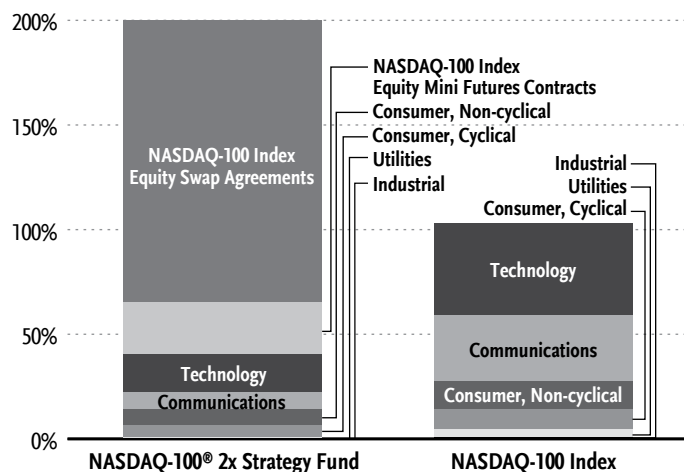 200%
150%
100%
50%
0%
NASDAQ-100 Index
Equity Swap Agreements
Technology
Communications
NASDAQ-100 Index
Equity Mini Futures Contracts
Consumer, Non-cyclical
Consumer, Cyclical
Utilities
Industrial
Industrial
Utilities
Consumer, Cyclical
Technology
Communications
Consumer, Non-cyclical
NASDAQ-100® 2x Strategy Fund
NASDAQ-100 Index